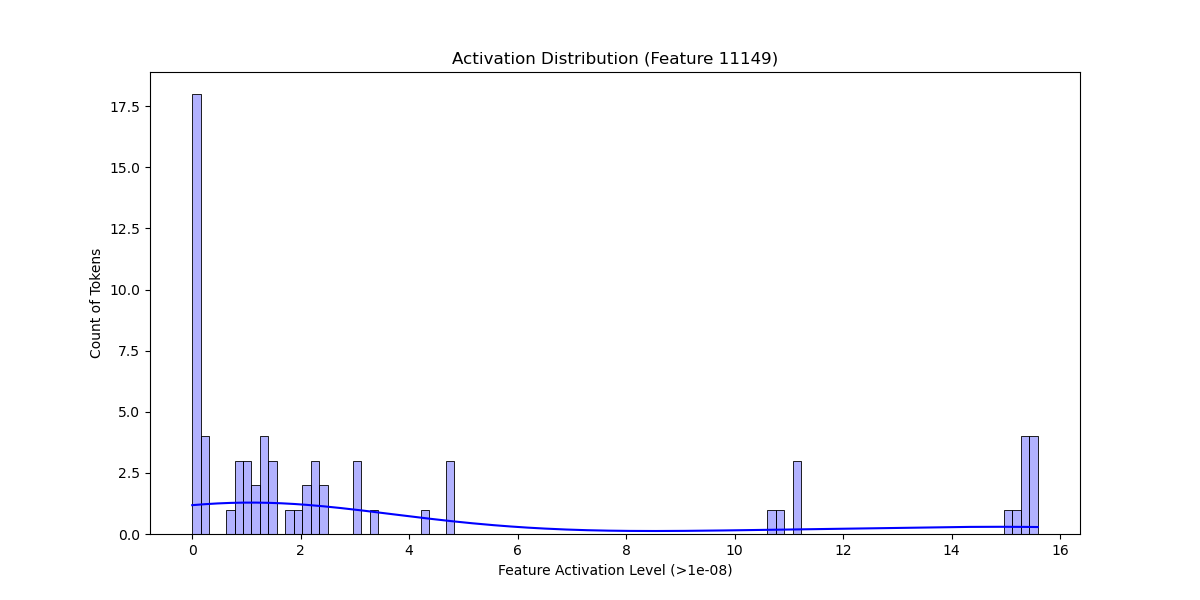 Activation Distribution (Feature 11149)
17.5
15.0
12.5
10.0
7.5
5.0
2.5
0.0
Count of Tokens
0 2 4 6 8 10 12 14 16
Feature Activation Level (>1e-08)